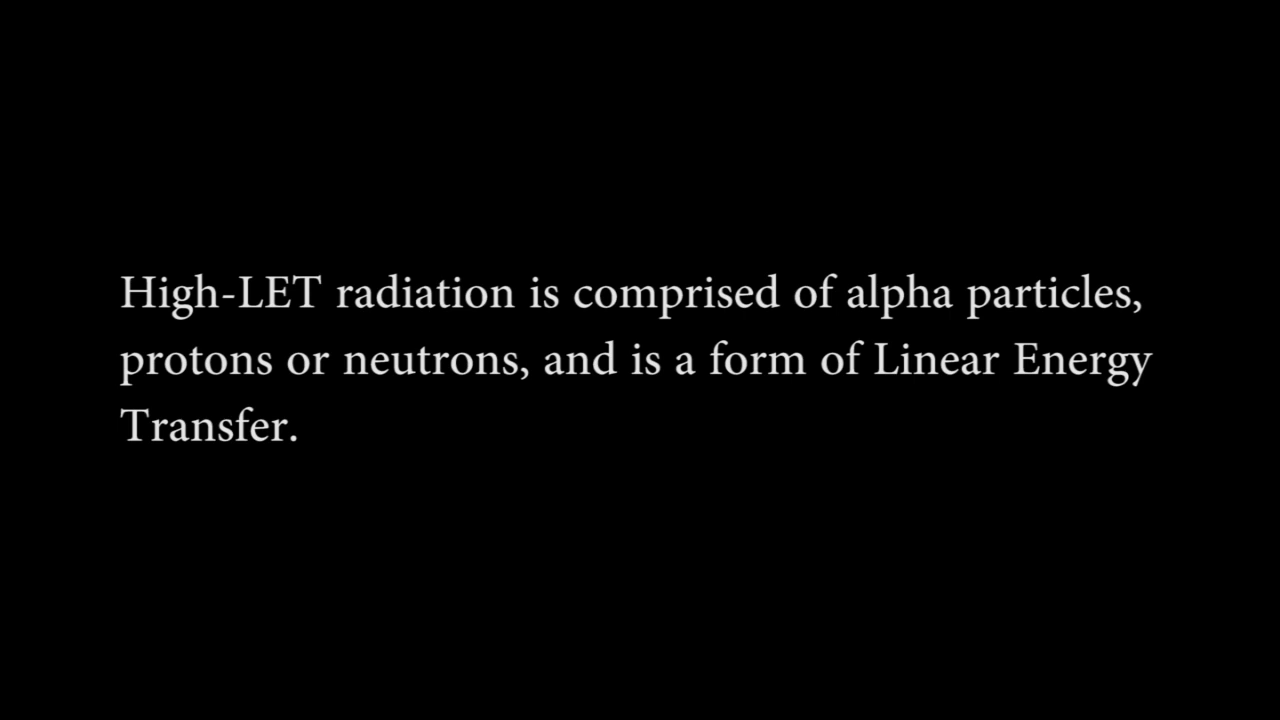 High-LET radiation is comprised of alpha particles,
protons or neutrons, and is a form of Linear Energy
Transfer.